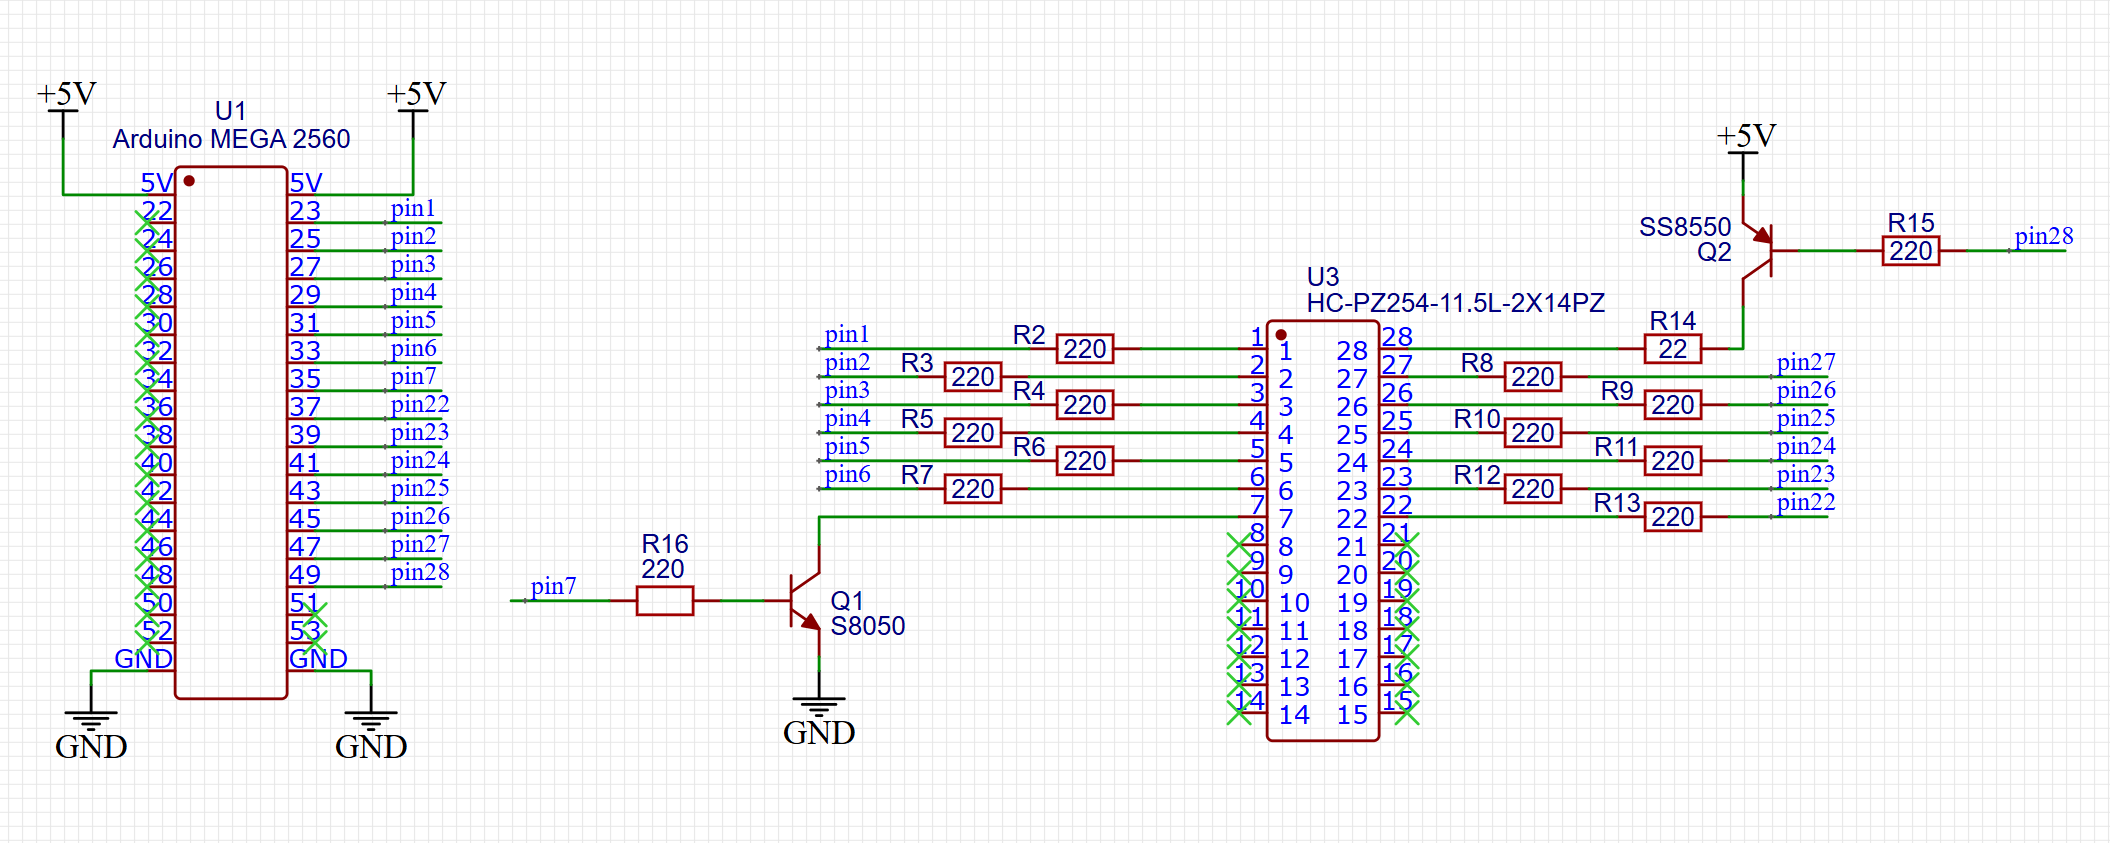 +5V
+5V
U1
Arduino MEGA 2560
5V 5V
22 23 pin1
24 25 pin2
26 27 pin3
28 29 pin4
30 31 pin5
32 33 pin6
34 35 pin7
36 37 pin22
38 39 pin23
40 41 pin24
42 43 pin25
44 45 pin26
46 47 pin27
48 49 pin28
50 51
52 53
GND GND
GND
GND
pin7
R16
220
Q1
S8050
GND
U3
HC-PZ254-11.5L-2X14PZ
pin1 R2 220 1 1 28 28 R14 22
pin2 R3 220 2 2 27 27 R8 220 pin27
pin3 R4 220 3 3 26 26 R9 220 pin26
pin4 R5 220 4 4 25 25 R10 220 pin25
pin5 R6 220 5 5 24 24 R11 220 pin24
pin6 R7 220 6 6 23 23 R12 220 pin23
7 7 22 22 R13 220 pin22
8 8 21 21
9 9 20 20
10 10 19 19
11 11 18 18
12 12 17 17
13 13 16 16
14 14 15 15
+5V
SS8550
Q2
R15
220
pin28